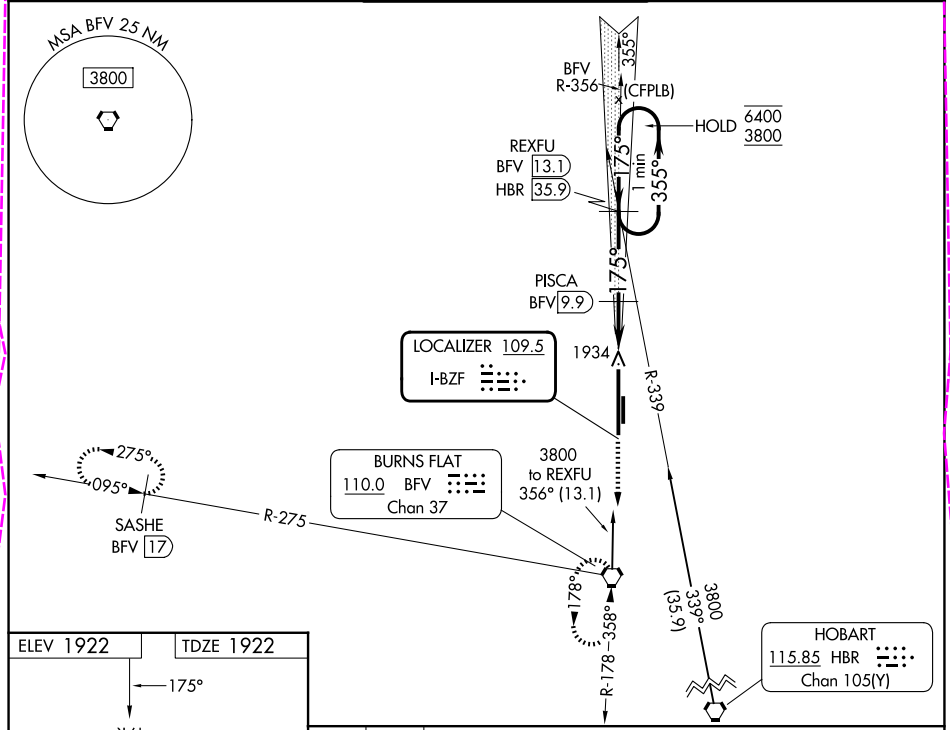 MSA BFV 25 NM
3800
BFV
R-356
(CFPLB)
355°
HOLD
6400
3800
REXFU
BFV 13.1
HBR 35.9
175°
1 min
355°
175°
PISCA
BFV 9.9
LOCALIZER 109.5
I-BZF
1934
R-339
275°
095°
SASHE
BFV 17
R-275
BURNS FLAT
110.0 BFV
Chan 37
3800
to REXFU
356° (13.1)
178°
358°
R-178
3800
339°
(35.9)
HOBART
115.85 HBR
Chan 105(Y)
ELEV 1922
TDZE 1922
175°